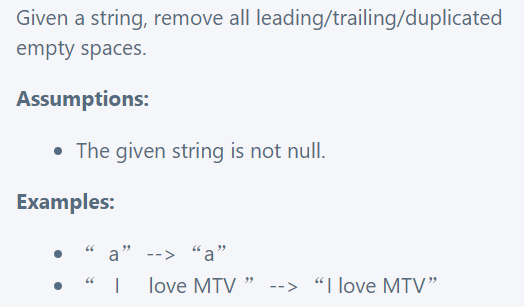 Given a string, remove all leading/trailing/duplicated
empty spaces.
Assumptions:
• The given string is not null.
Examples:
• “  a” --> “a”
• “  I     love MTV ” --> “I love MTV”